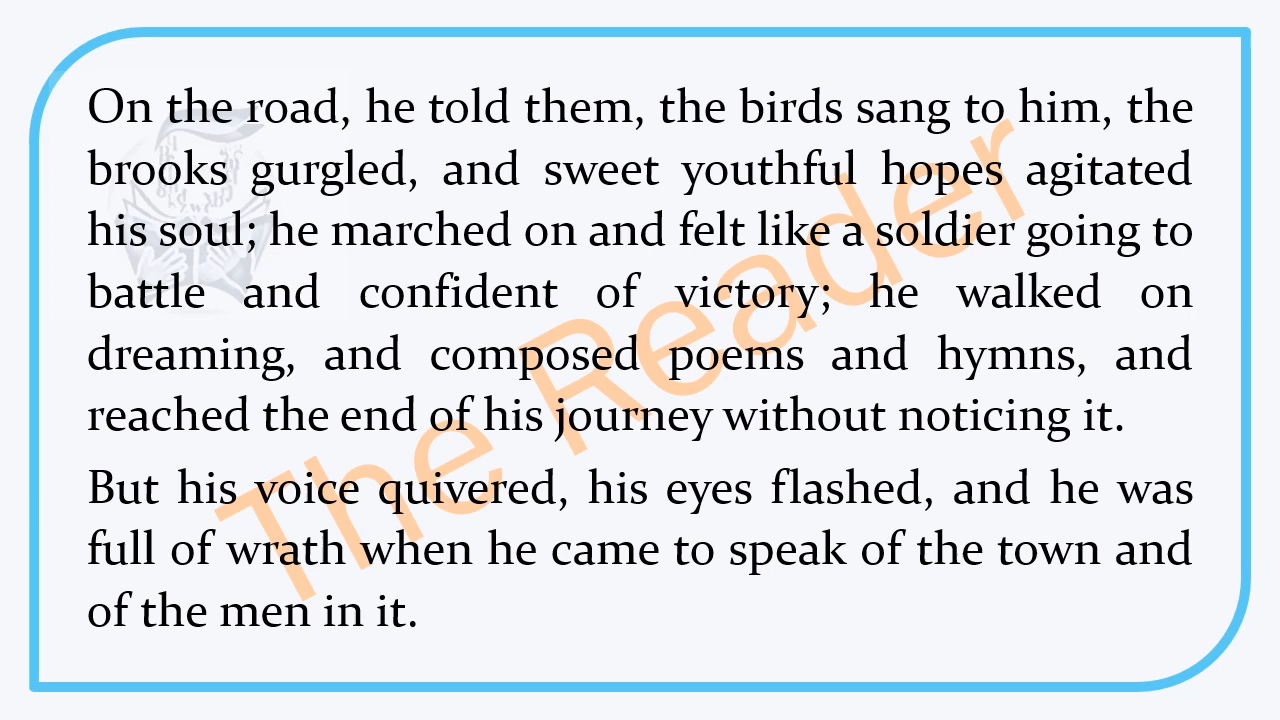 On the road, he told them, the birds sang to him, the
brooks gurgled, and sweet youthful hopes agitated
his soul; he marched on and felt like a soldier going to
battle and confident of victory; he walked on
dreaming, and composed poems and hymns, and
reached the end of his journey without noticing it.
But his voice quivered, his eyes flashed, and he was
full of wrath when he came to speak of the town and
of the men in it.
The Reader